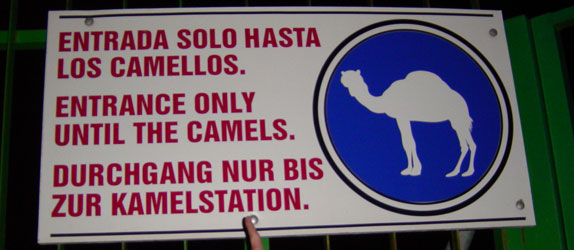 ENTRADA SOLO HASTA
LOS CAMELLOS.
ENTRANCE ONLY
UNTIL THE CAMELS.
DURCHGANG NUR BIS
ZUR KAMELSTATION.